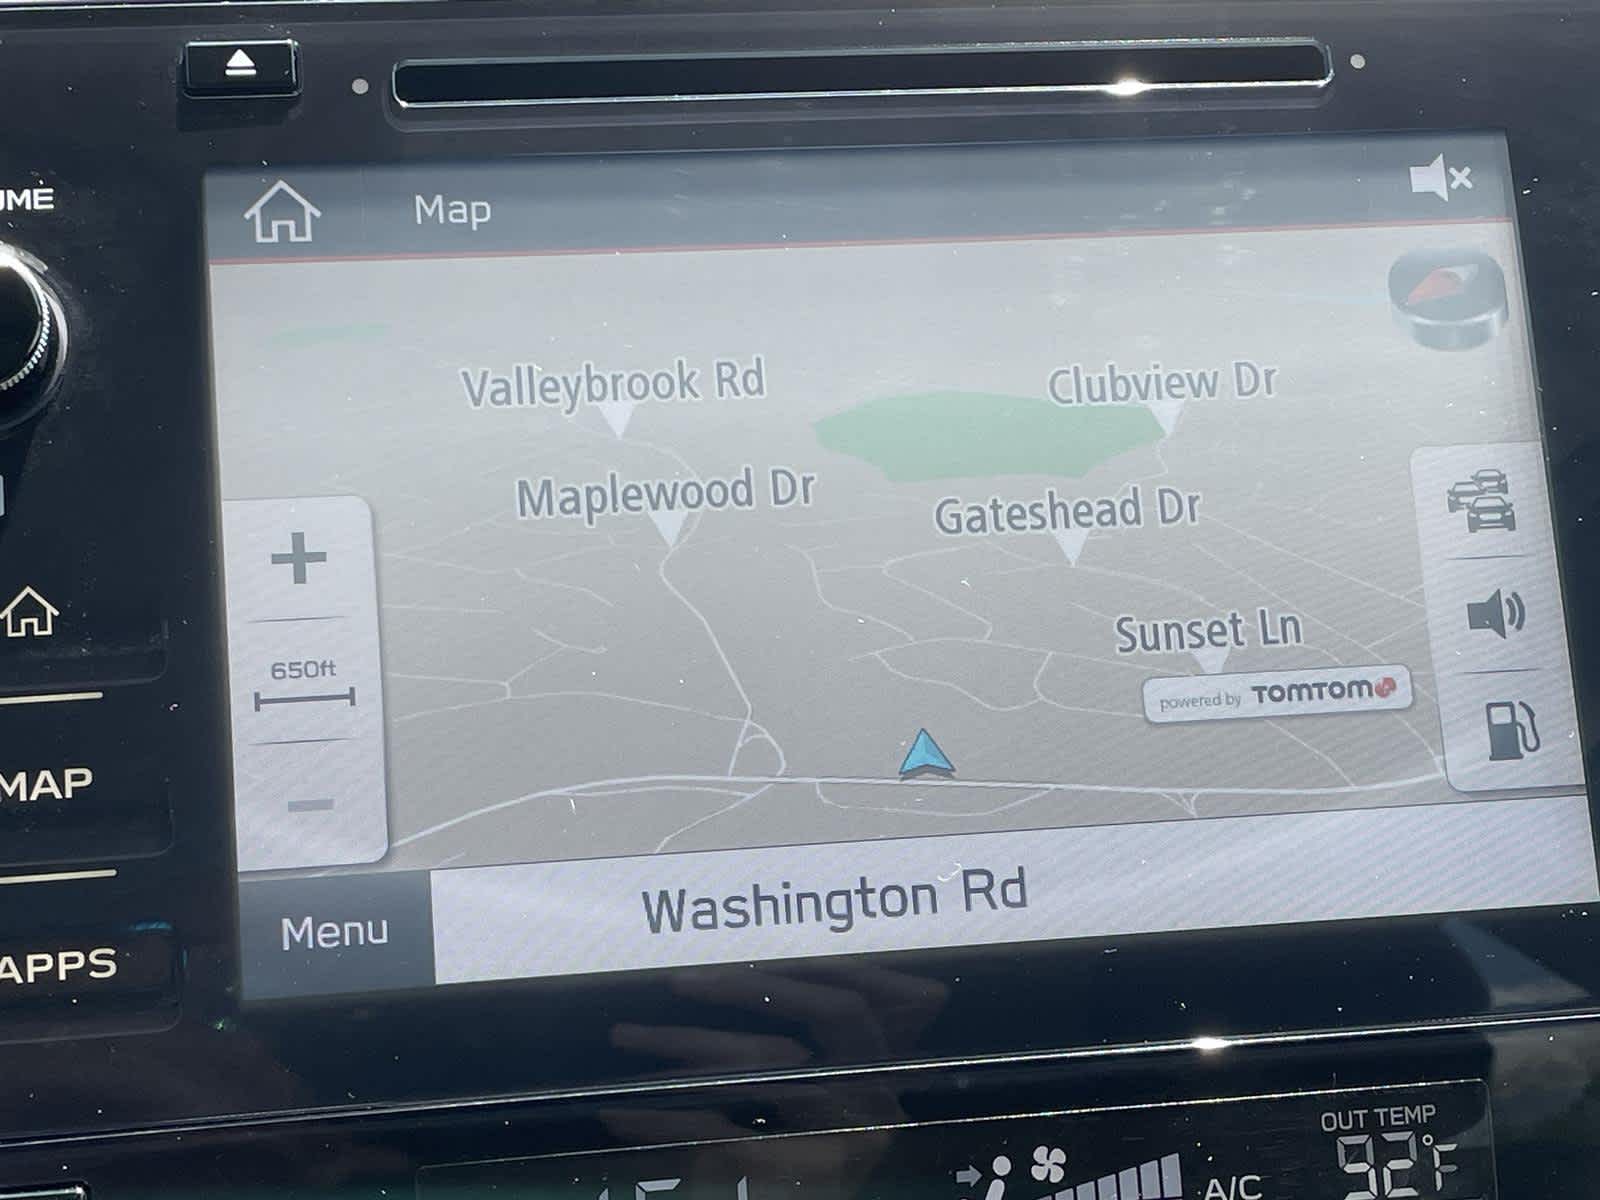 UME
Map
Valleybrook Rd
Clubview Dr
Maplewood Dr
Gateshead Dr
650ft
Sunset Ln
powered by TOMTOM
MAP
Washington Rd
Menu
APPS
OUT TEMP
92°F
A/C